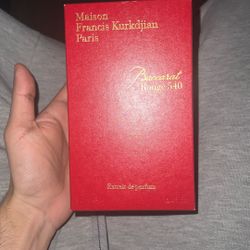 Maison
Francis Kurkdjian
Paris
Baccarat
Rouge 540
Extrait de parfum